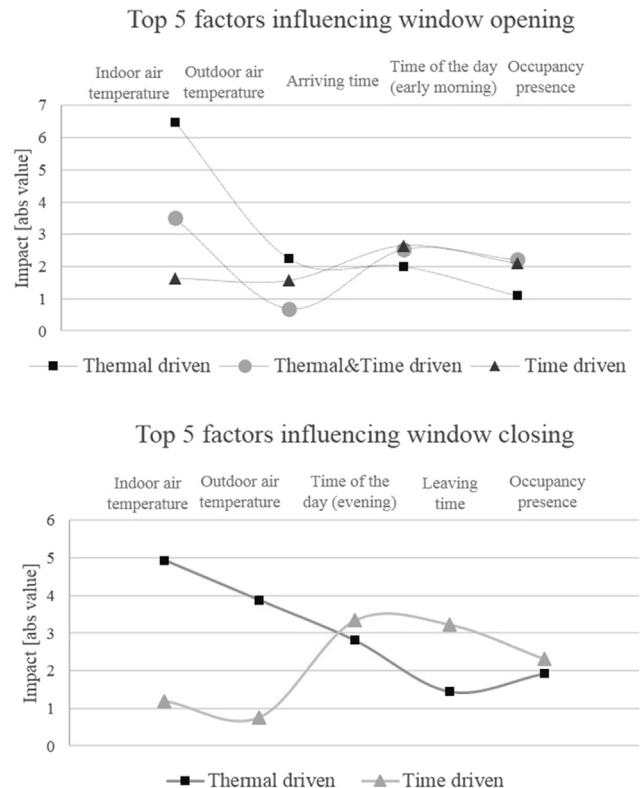 Top 5 factors influencing window opening
Indoor air temperature
Outdoor air temperature
Arriving time
Time of the day (early morning)
Occupancy presence
Impact [abs value]
7
6
5
4
3
2
1
0
Thermal driven
Thermal&Time driven
Time driven
Top 5 factors influencing window closing
Indoor air temperature
Outdoor air temperature
Time of the day (evening)
Leaving time
Occupancy presence
Impact [abs value]
6
5
4
3
2
1
0
Thermal driven
Time driven